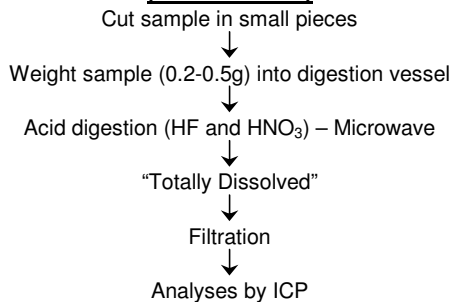 Cut sample in small pieces
Weight sample (0.2-0.5g) into digestion vessel
Acid digestion (HF and HNO₃) – Microwave
“Totally Dissolved”
Filtration
Analyses by ICP